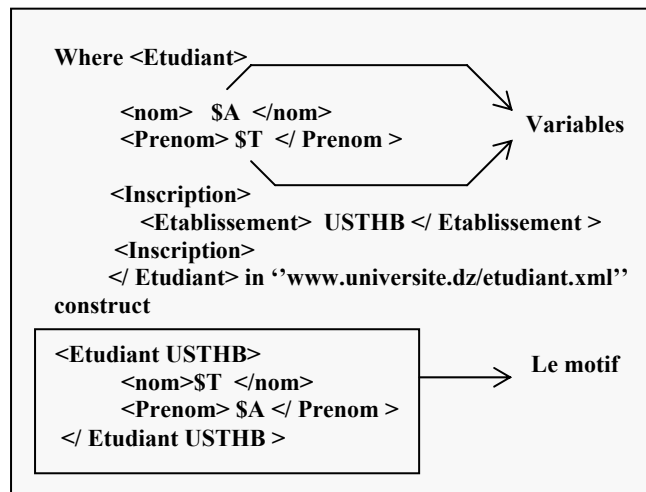 Where <Etudiant>
<nom> $A </nom>
<Prenom> $T </ Prenom >
Variables
<Inscription>
<Etablissement> USTHB </ Etablissement >
<Inscription>
</ Etudiant> in ‘’www.universite.dz/etudiant.xml’’
construct
<Etudiant USTHB>
<nom>$T </nom>
<Prenom> $A </ Prenom >
</ Etudiant USTHB >
Le motif